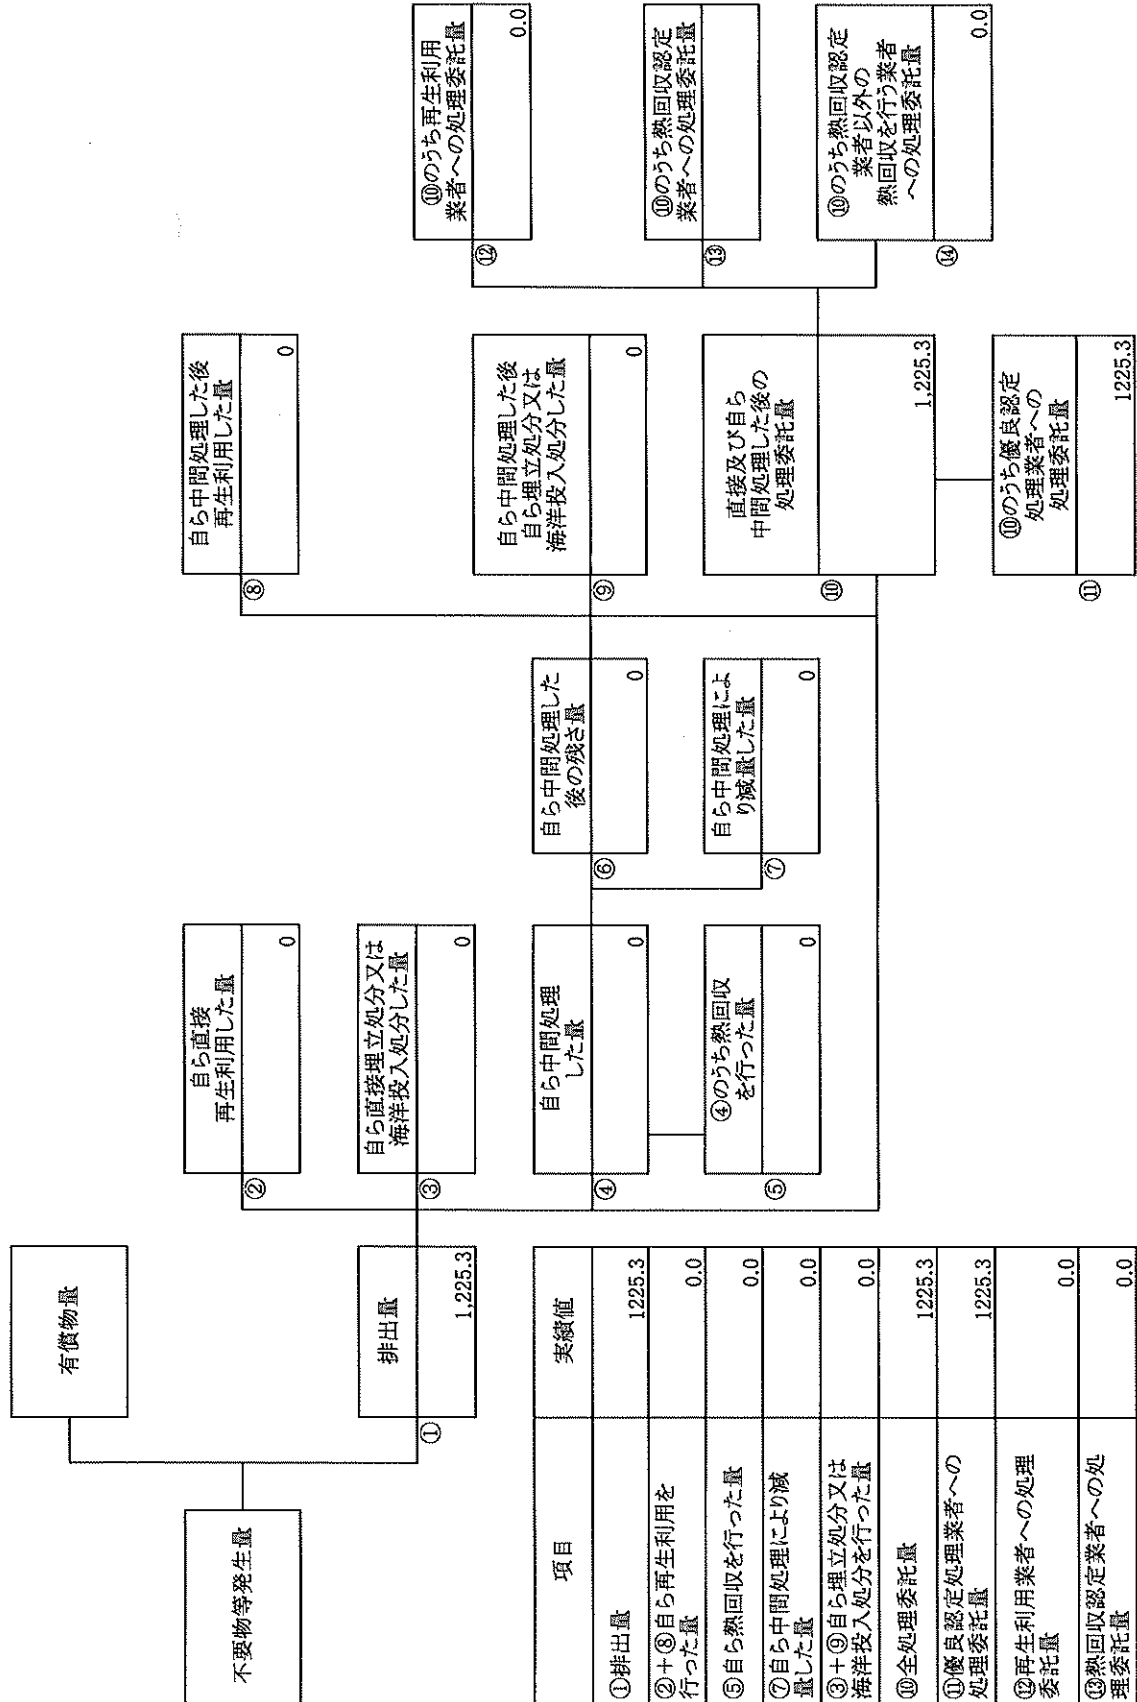 不要物等発生量
有償物量
①
排出量
1,225.3
②
自ら直接
再生利用した量
0
③
自ら直接埋立処分又は
海洋投入処分した量
0
④
自ら中間処理
した量
0
⑤
④のうち熱回収
を行った量
0
⑥
自ら中間処理した
後の残さ量
0
⑦
自ら中間処理によ
り減量した量
0
⑧
自ら中間処理した後
再生利用した量
0
⑨
自ら中間処理した後
自ら埋立処分又は
海洋投入処分した量
0
⑩
直接及び自ら
中間処理した後の
処理委託量
1,225.3
⑪
⑩のうち優良認定
処理業者への
処理委託量
1225.3
⑫
⑩のうち再生利用
業者への処理委託量
0.0
⑬
⑩のうち熱回収認定
業者への処理委託量
⑭
⑩のうち熱回収認定
業者以外の
熱回収を行う業者
への処理委託量
0.0
項目 実績値
①排出量 1225.3
②+⑧自ら再生利用を
行った量 0.0
⑤自ら熱回収を行った量 0.0
⑦自ら中間処理により減
量した量 0.0
③+⑨自ら埋立処分又は
海洋投入処分を行った量 0.0
⑩全処理委託量 1225.3
⑪優良認定処理業者への
処理委託量 1225.3
⑫再生利用業者への処理
委託量 0.0
⑬熱回収認定業者への処
理委託量 0.0